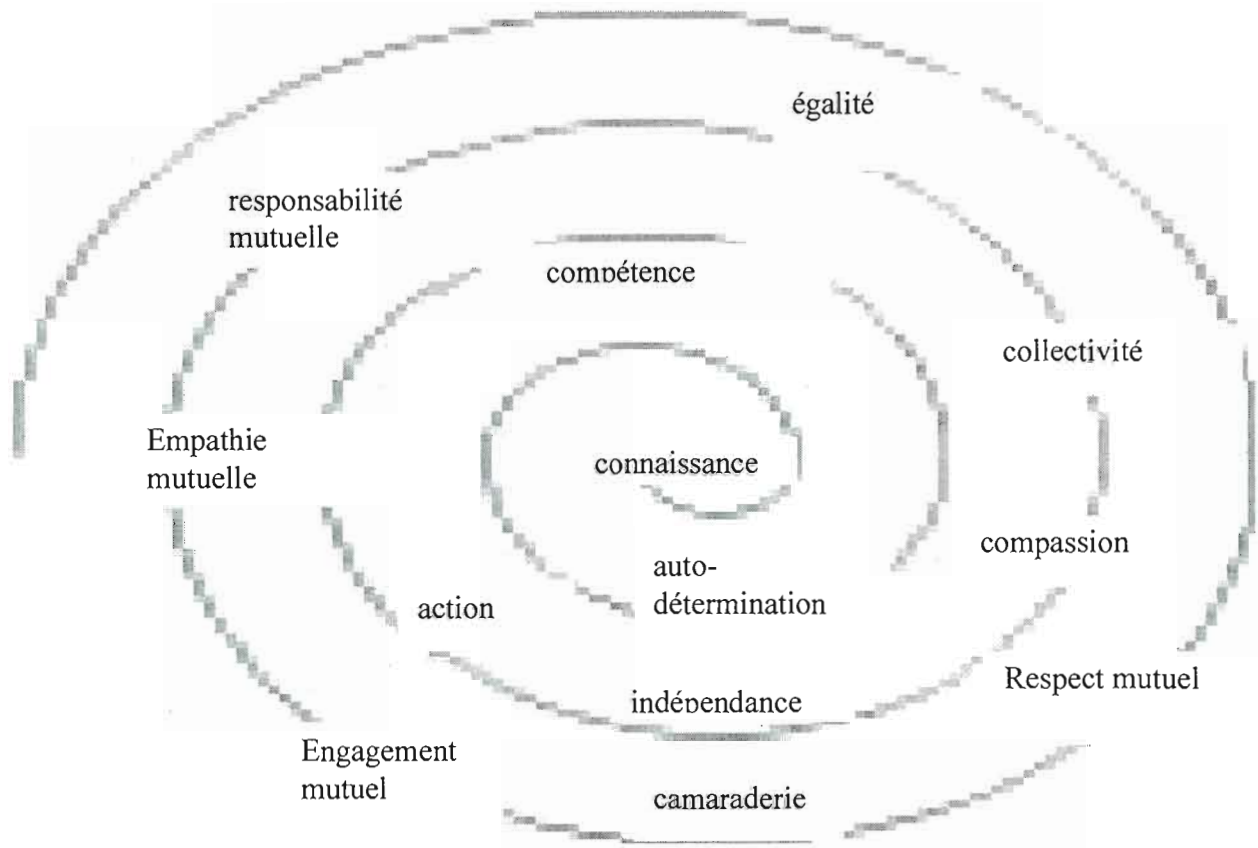 égalité
responsabilité
mutuelle
compétence
collectivité
Empathie
mutuelle
connaissance
compassion
auto-
détermination
action
Respect mutuel
indépendance
Engagement
mutuel
camaraderie